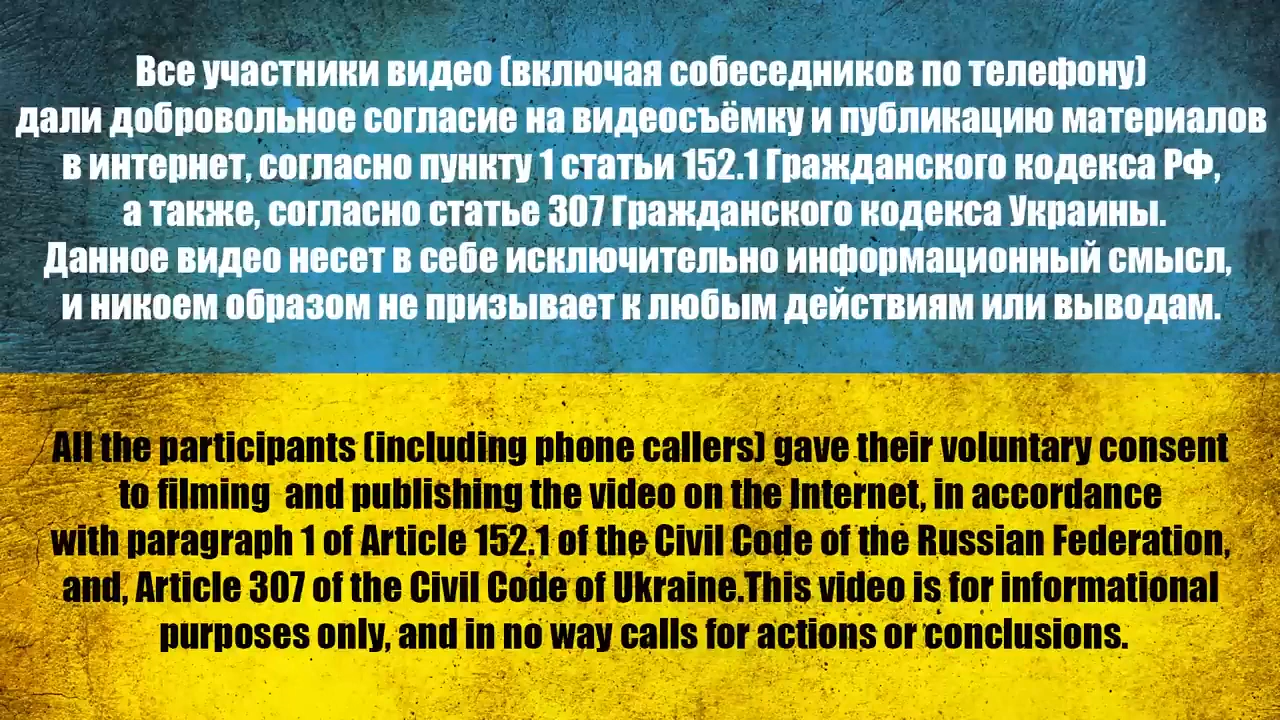 Все участники видео (включая собеседников по телефону)
дали добровольное согласие на видеосъёмку и публикацию материалов
в интернет, согласно пункту 1 статьи 152.1 Гражданского кодекса РФ,
а также, согласно статье 307 Гражданского кодекса Украины.
Данное видео несет в себе исключительно информационный смысл,
и никоем образом не призывает к любым действиям или выводам.
All the participants (including phone callers) gave their voluntary consent
to filming  and publishing the video on the Internet, in accordance
with paragraph 1 of Article 152.1 of the Civil Code of the Russian Federation,
and, Article 307 of the Civil Code of Ukraine.This video is for informational
purposes only, and in no way calls for actions or conclusions.